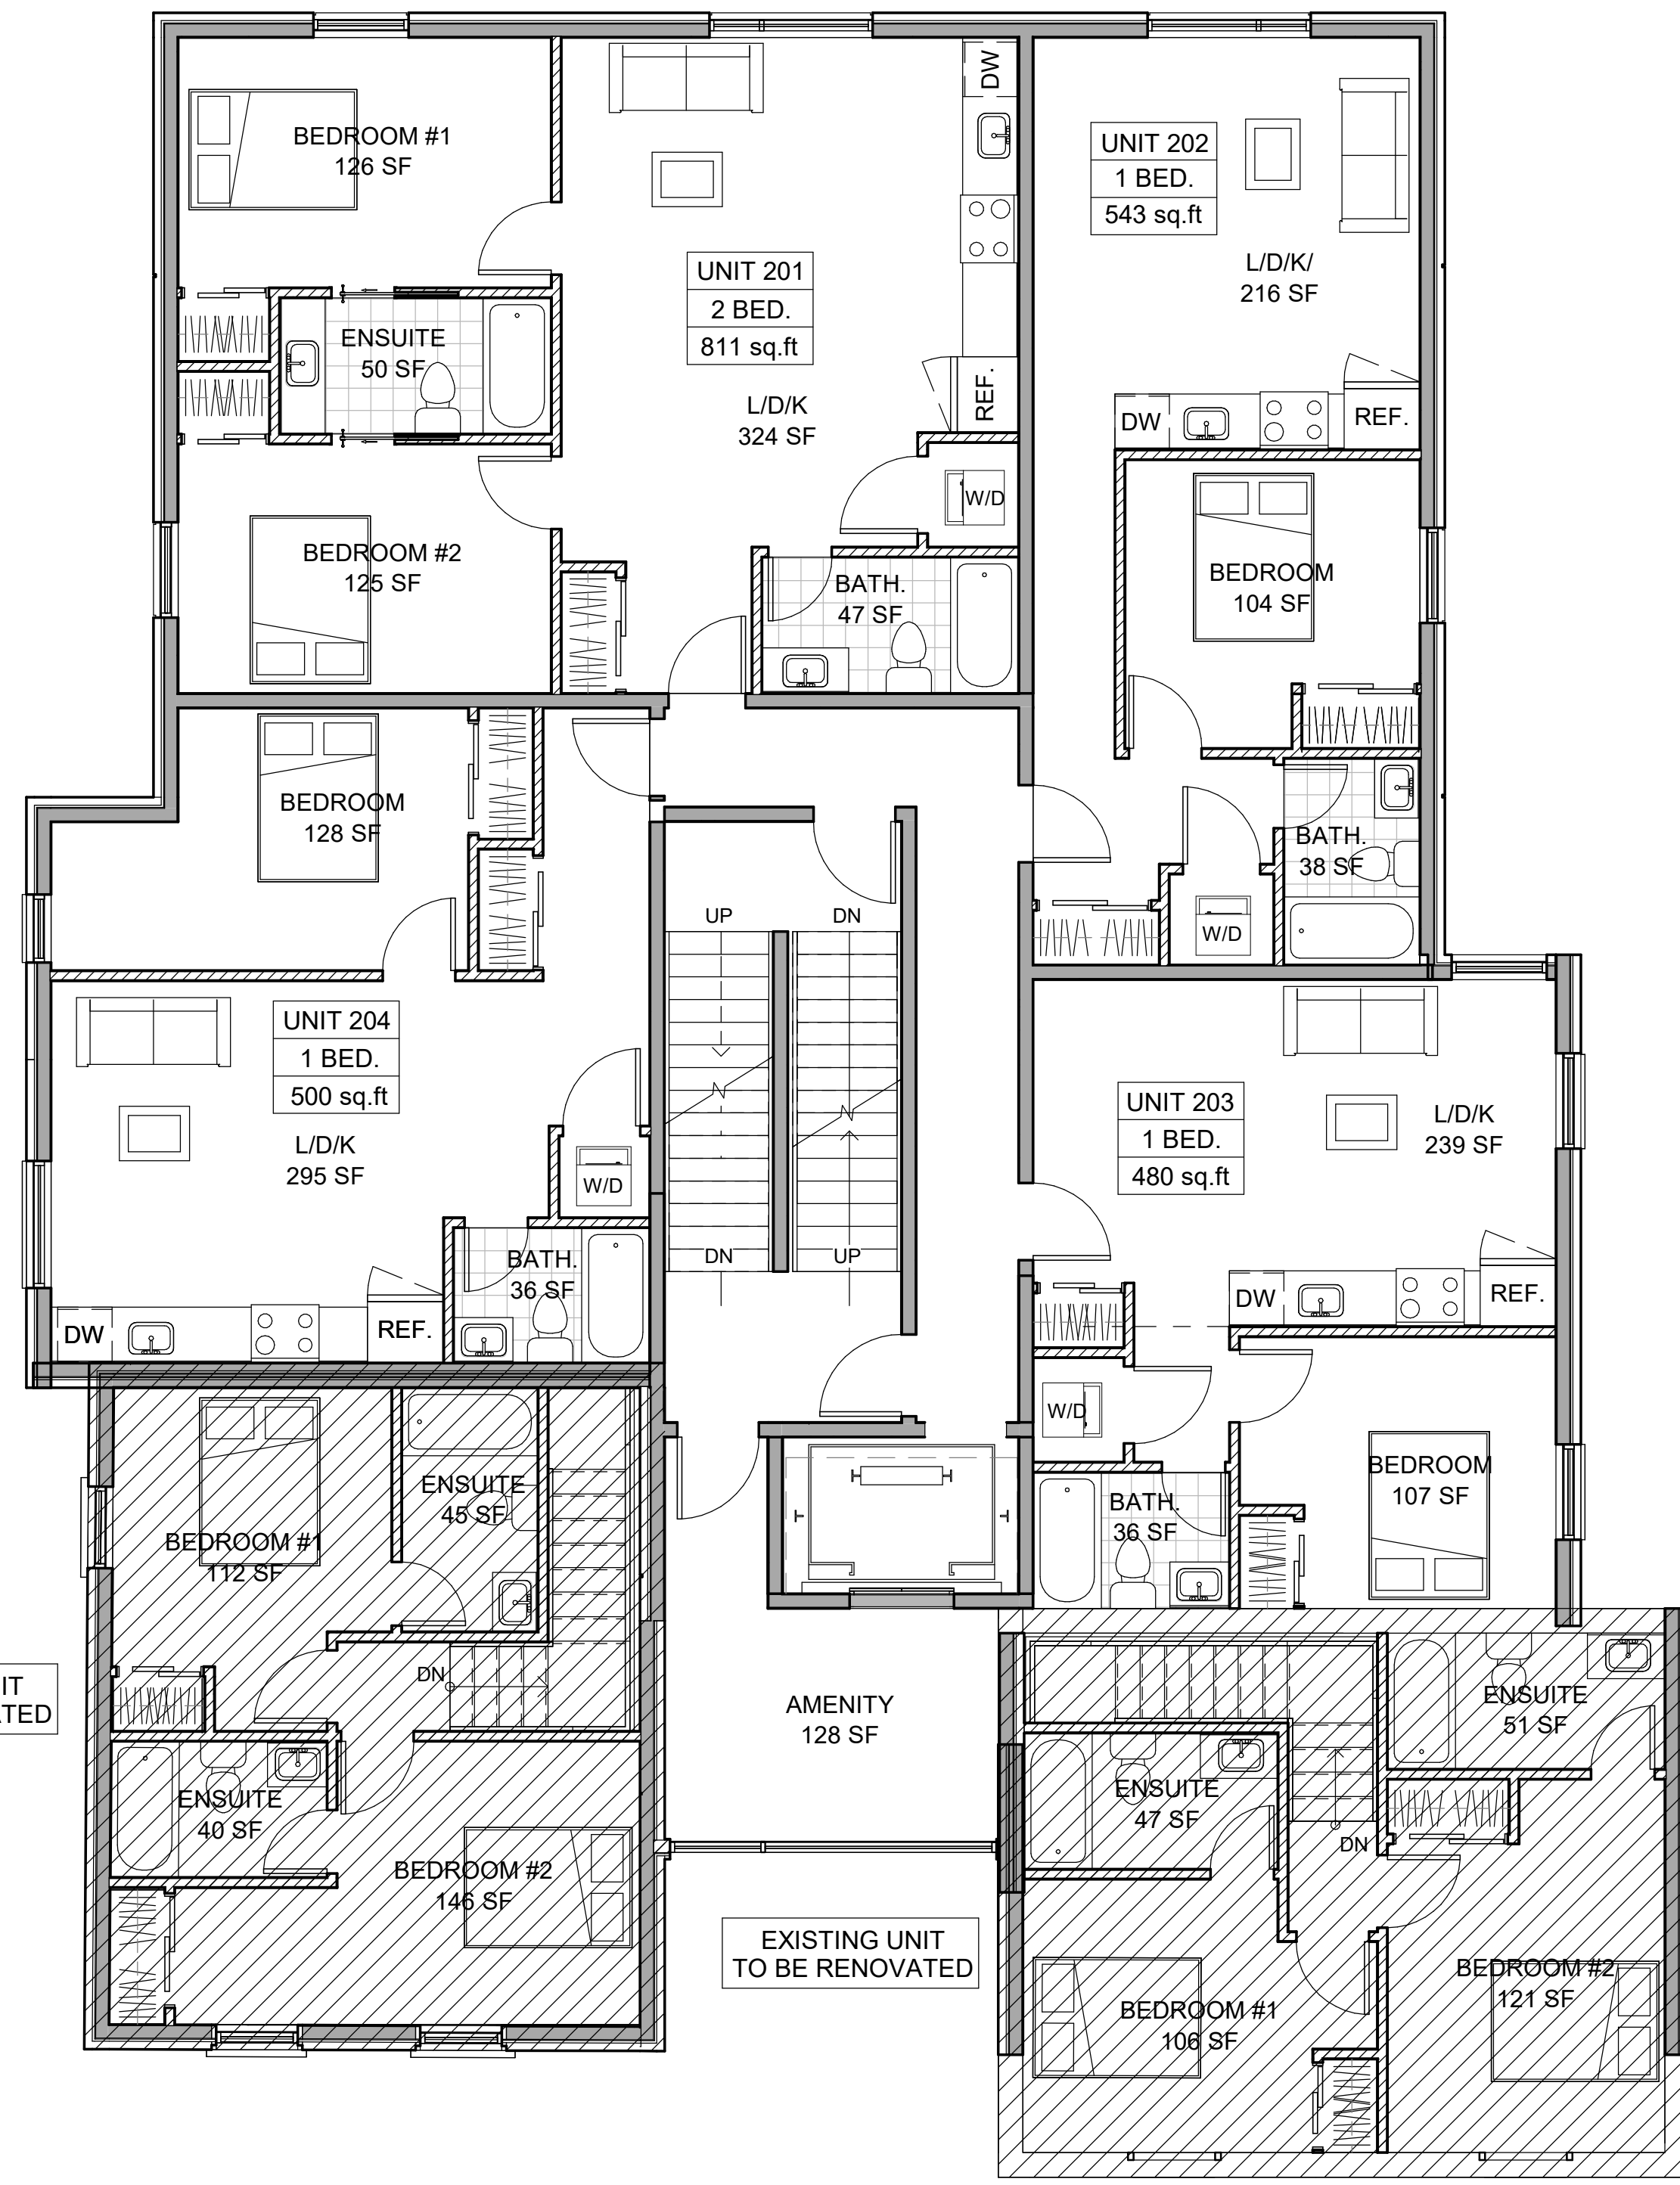 BEDROOM #1
126 SF
ENSUITE
50 SF
BEDROOM #2
125 SF
UNIT 201
2 BED.
811 sq.ft
L/D/K
324 SF
DW
REF.
W/D
BATH.
47 SF
UNIT 202
1 BED.
543 sq.ft
L/D/K/
216 SF
DW
REF.
BEDROOM
104 SF
BATH.
38 SF
W/D
BEDROOM
128 SF
UNIT 204
1 BED.
500 sq.ft
L/D/K
295 SF
W/D
BATH.
36 SF
DW
REF.
UP
DN
DN
UP
UNIT 203
1 BED.
480 sq.ft
L/D/K
239 SF
DW
REF.
W/D
BATH.
36 SF
BEDROOM
107 SF
BEDROOM #1
112 SF
ENSUITE
45 SF
DN
ENSUITE
40 SF
BEDROOM #2
146 SF
IT
TED
AMENITY
128 SF
EXISTING UNIT
TO BE RENOVATED
ENSUITE
51 SF
ENSUITE
47 SF
DN
BEDROOM #1
106 SF
BEDROOM #2
121 SF